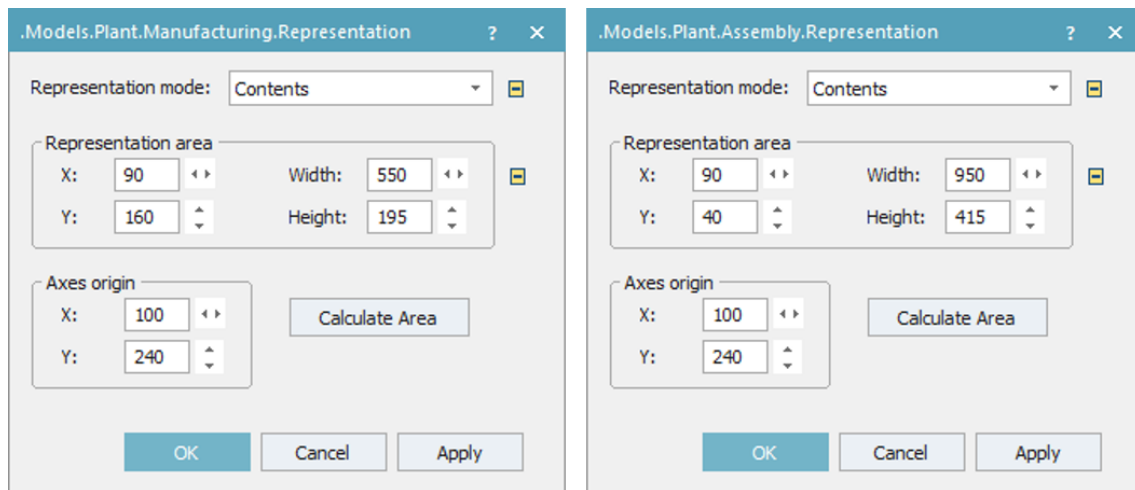 .Models.Plant.Manufacturing.Representation ? ×
Representation mode: Contents
Representation area
X: 90 Width: 550
Y: 160 Height: 195
Axes origin
X: 100 Calculate Area
Y: 240
OK Cancel Apply
.Models.Plant.Assembly.Representation ? ×
Representation mode: Contents
Representation area
X: 90 Width: 950
Y: 40 Height: 415
Axes origin
X: 100 Calculate Area
Y: 240
OK Cancel Apply